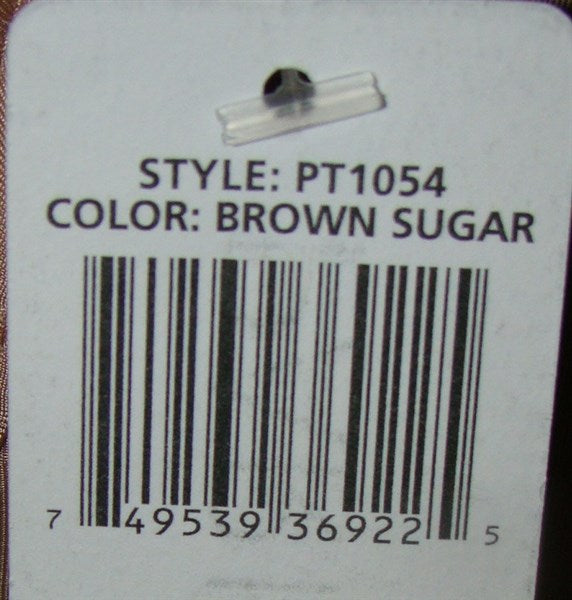 STYLE: PT1054
COLOR: BROWN SUGAR
7 49539 36922 5